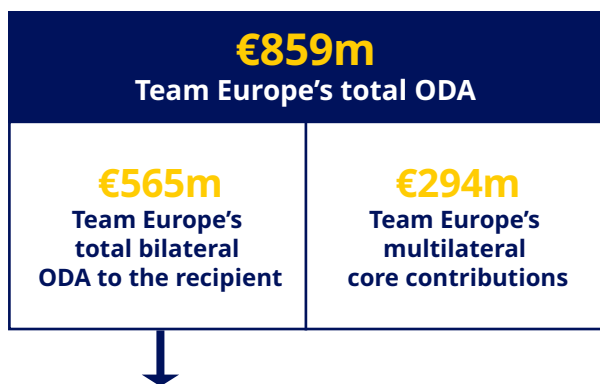 €859m
Team Europe’s total ODA
€565m
Team Europe’s
total bilateral
ODA to the recipient
€294m
Team Europe’s
multilateral
core contributions